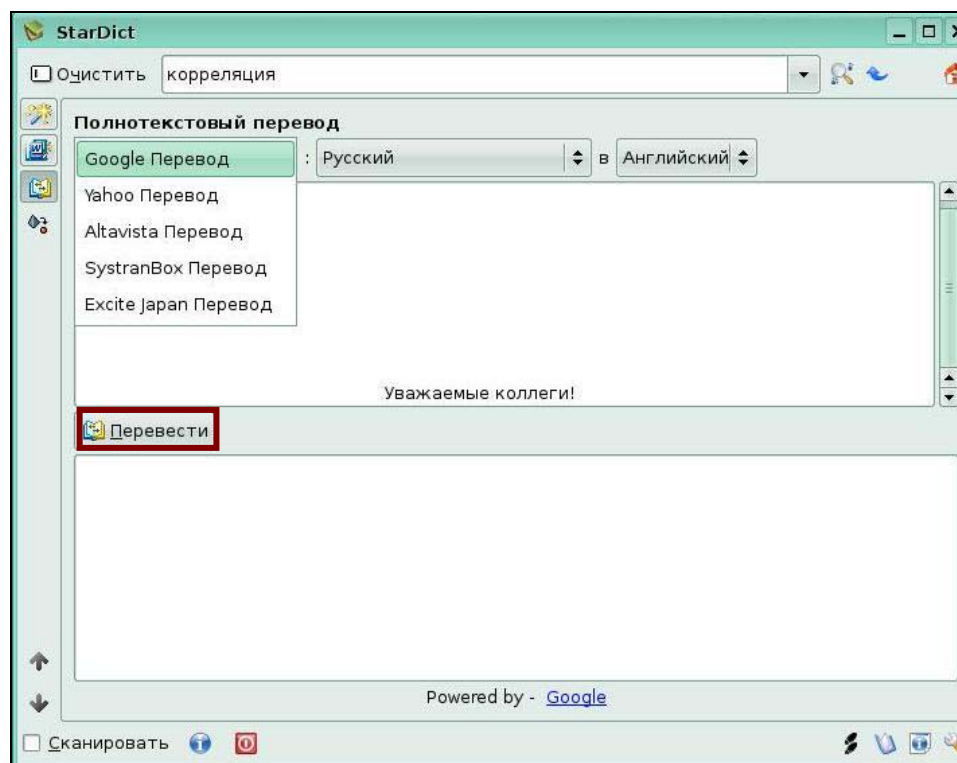 StarDict
Очистить корреляция
Полнотекстовый перевод
Google Перевод : Русский в Английский
Yahoo Перевод
Altavista Перевод
SystranBox Перевод
Excite Japan Перевод
Уважаемые коллеги!
Перевести
Powered by - Google
Сканировать